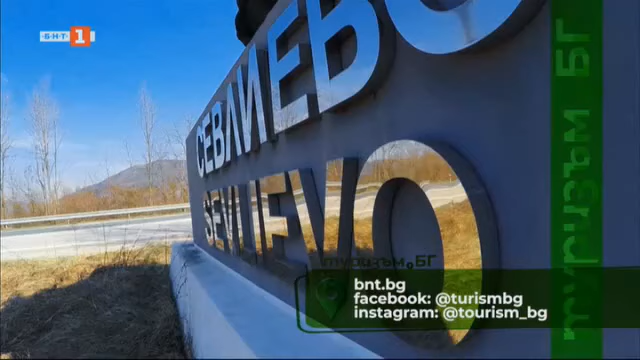 БНТ 1
СЕВЛИЕВО
SEVLIEVO
туризъм БГ
туризъм.БГ
bnt.bg
facebook: @turismbg
instagram: @tourism_bg